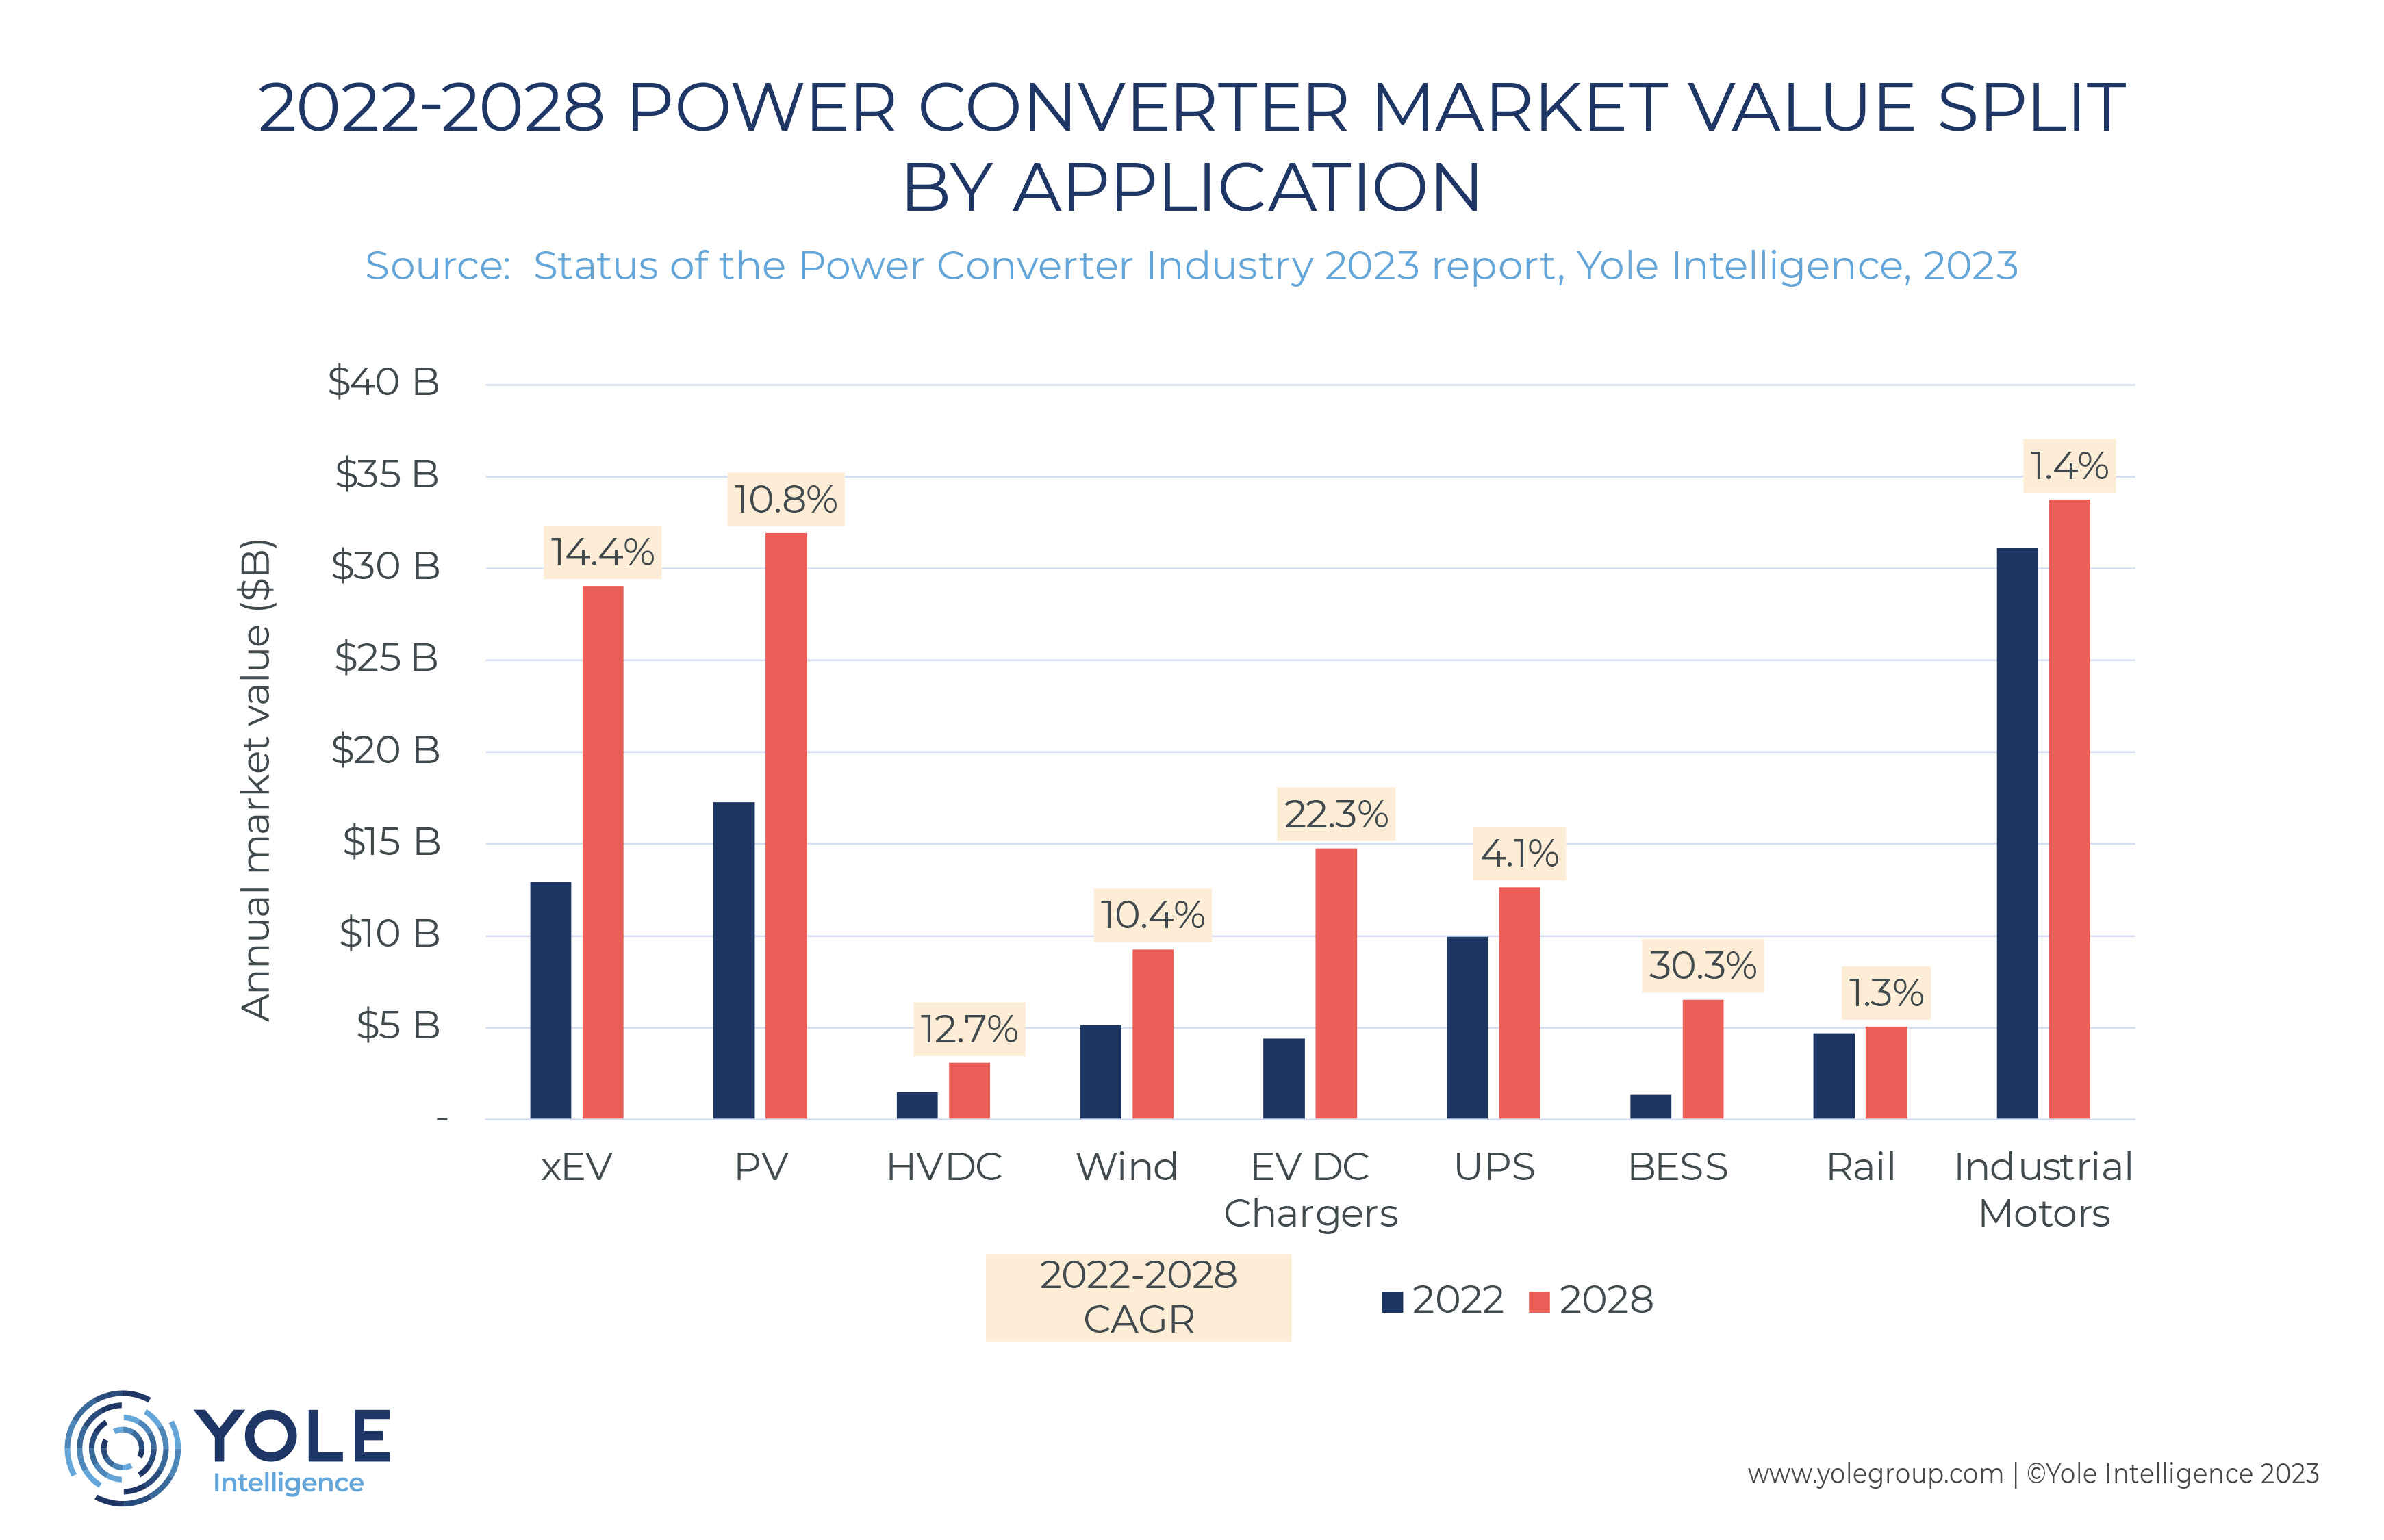 2022-2028 POWER CONVERTER MARKET VALUE SPLIT
BY APPLICATION
Source:  Status of the Power Converter Industry 2023 report, Yole Intelligence, 2023
Annual market value ($B)
$40 B
$35 B
$30 B
$25 B
$20 B
$15 B
$10 B
$5 B
-
14.4%
10.8%
12.7%
10.4%
22.3%
4.1%
30.3%
1.3%
1.4%
xEV
PV
HVDC
Wind
EV DC
Chargers
UPS
BESS
Rail
Industrial
Motors
2022-2028
CAGR
2022
2028
YOLE
Intelligence
www.yolegroup.com | ©Yole Intelligence 2023